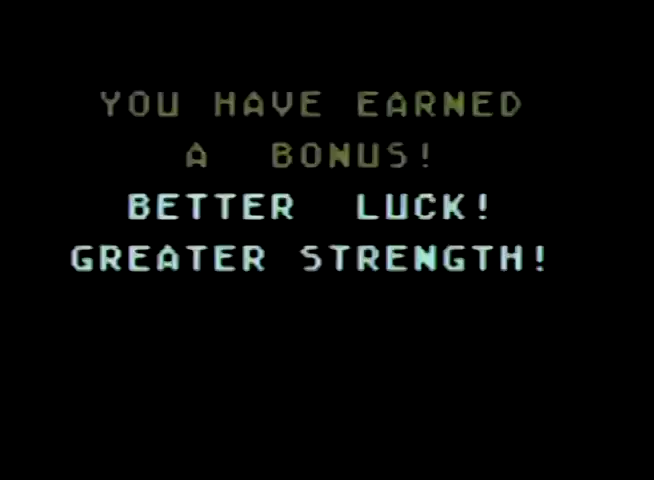 YOU HAVE EARNED
A BONUS!
BETTER LUCK!
GREATER STRENGTH!